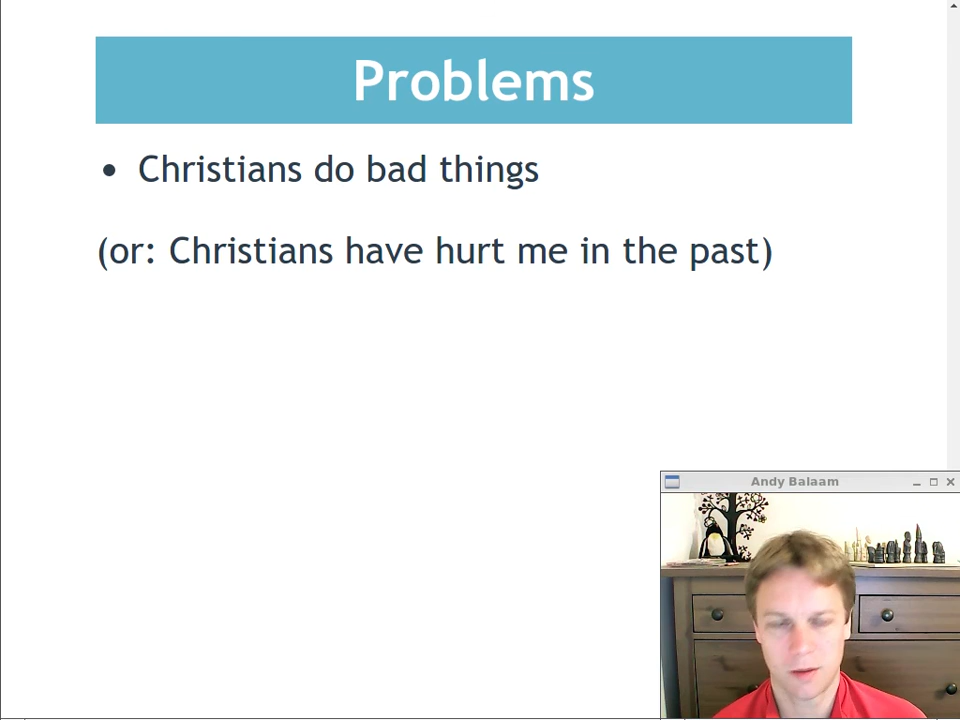 Problems
• Christians do bad things
(or: Christians have hurt me in the past)
Andy Balaam